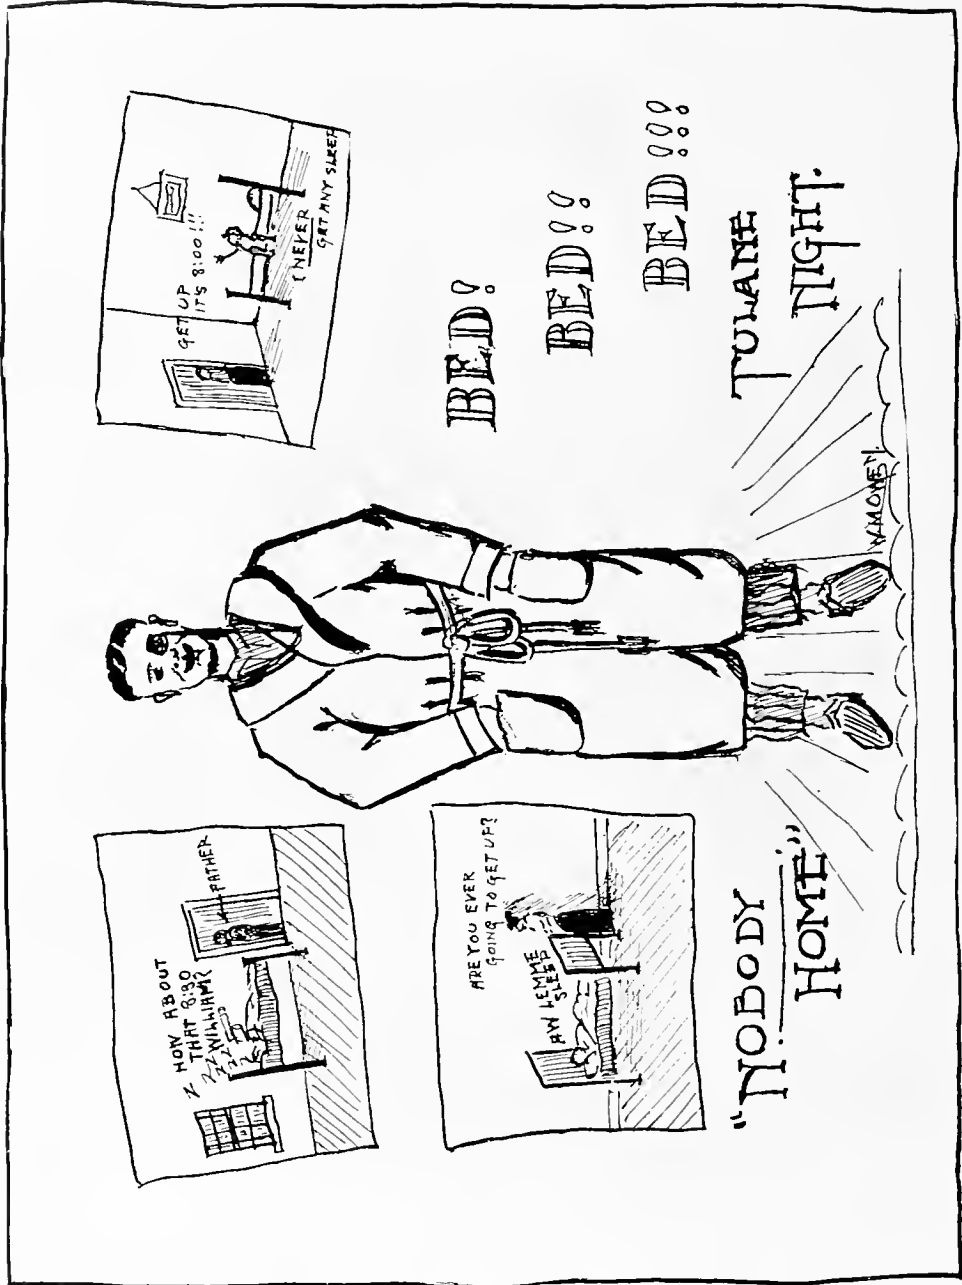 HOW ABOUT
THAT 8:30
WILLIAM?
FATHER
GET UP
IT'S 8:00!!!
I NEVER
GET ANY SLEEP
ARE YOU EVER
GOING TO GET UP?
AW LEMME
SLEEP
BED!
BED!!
BED!!!
"NOBODY
HOME"
TULANE
NIGHT.
W.M.OWEN.